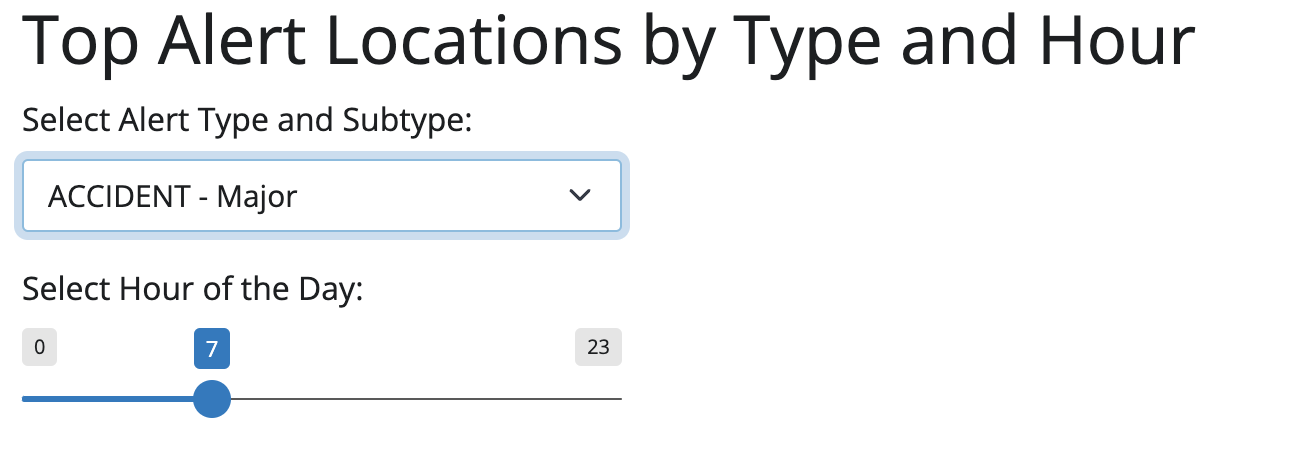 Top Alert Locations by Type and Hour
Select Alert Type and Subtype:
ACCIDENT - Major
Select Hour of the Day:
0 7 23